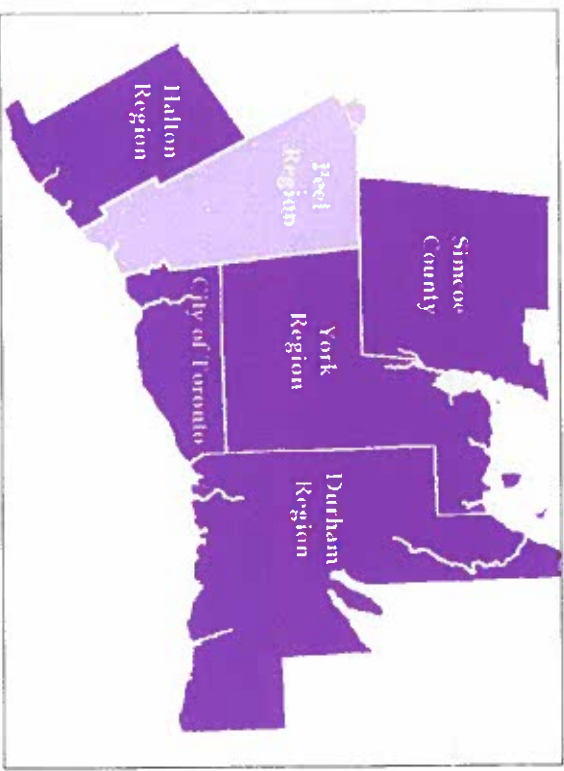 Simcoe
County
Peel
Region
York
Region
Durham
Region
Halton
Region
City of Toronto